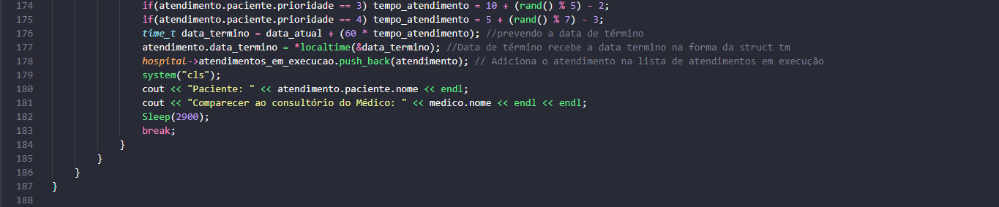 174 if(atendimento.paciente.prioridade == 3) tempo_atendimento = 10 + (rand() % 5) - 2;
175 if(atendimento.paciente.prioridade == 4) tempo_atendimento = 5 + (rand() % 7) - 3;
176 time_t data_termino = data_atual + (60 * tempo_atendimento); //prevendo a data de término
177 atendimento.data_termino = *localtime(&data_termino); //Data de término recebe a data termino na forma da struct tm
178 hospital->atendimentos_em_execucao.push_back(atendimento); // Adiciona o atendimento na lista de atendimentos em execução
179 system("cls");
180 cout << "Paciente: " << atendimento.paciente.nome << endl;
181 cout << "Comparecer ao consultório do Médico: " << medico.nome << endl << endl;
182 Sleep(2900);
183 break;
184 }
185 }
186 }
187 }
188